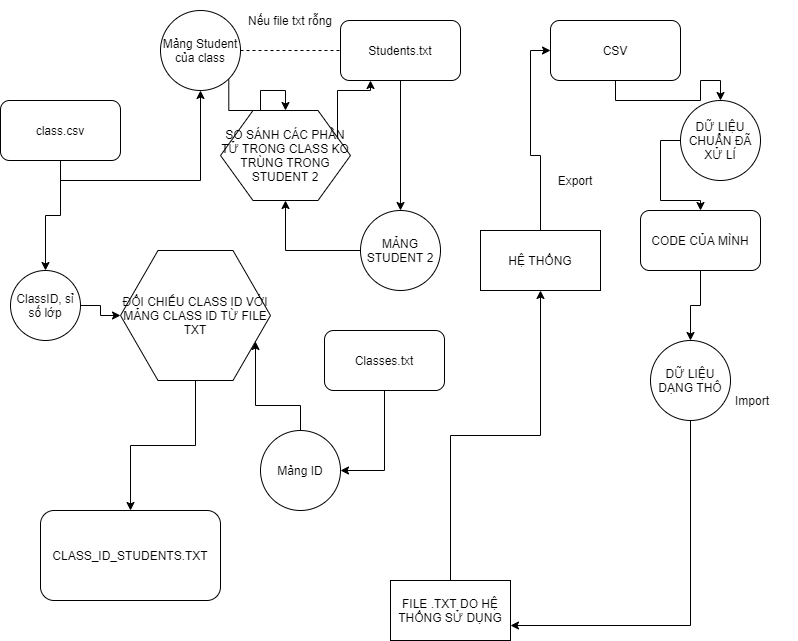 Nếu file txt rỗng
Mảng Student
của class
Students.txt
CSV
class.csv
SO SÁNH CÁC PHẦN
TỬ TRONG CLASS KO
TRÙNG TRONG
STUDENT 2
DỮ LIỆU
CHUẨN ĐÃ
XỬ LÍ
Export
MẢNG
STUDENT 2
HỆ THỐNG
CODE CỦA MÌNH
ClassID, sỉ
số lớp
ĐỐI CHIẾU CLASS ID VỚI
MẢNG CLASS ID TỪ FILE
TXT
Classes.txt
DỮ LIỆU
DẠNG THÔ
Import
Mảng ID
CLASS_ID_STUDENTS.TXT
FILE .TXT DO HỆ
THỐNG SỬ DỤNG